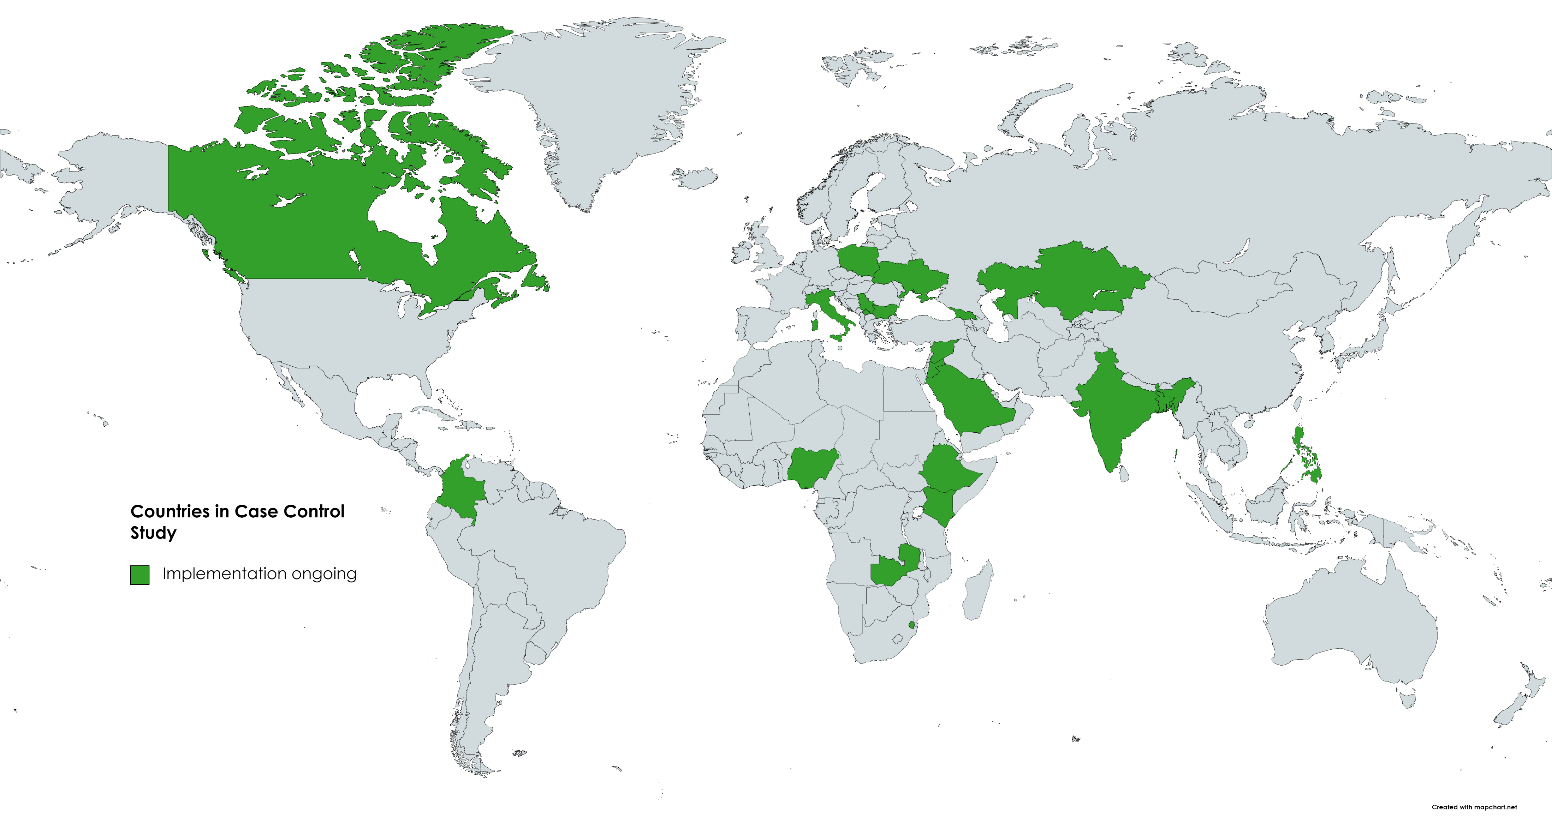 Countries in Case Control
Study
Implementation ongoing
Created with mapchart.net